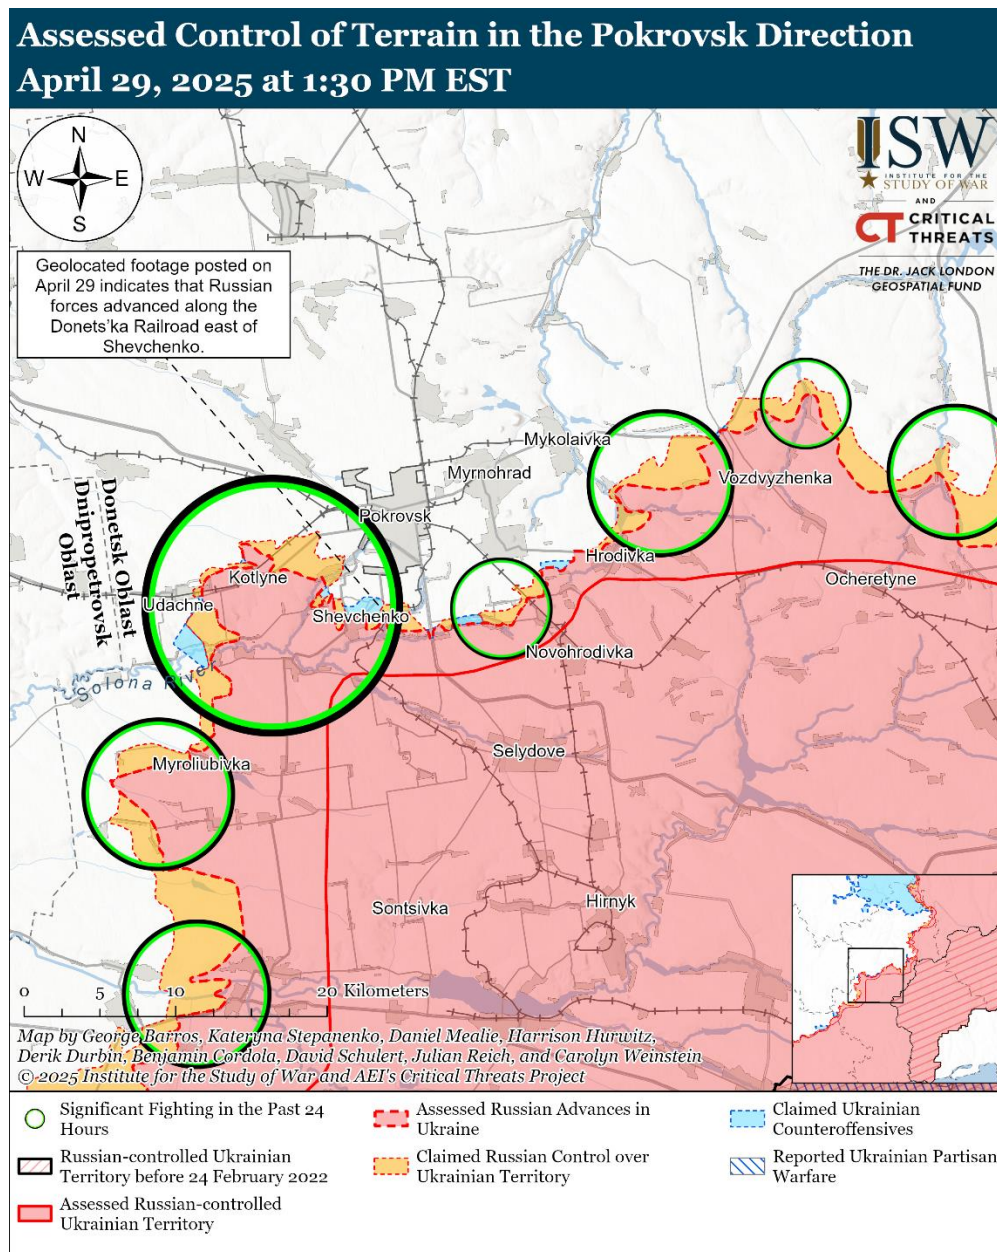 Assessed Control of Terrain in the Pokrovsk Direction
April 29, 2025 at 1:30 PM EST
N
W
E
S
ISW
INSTITUTE FOR THE
STUDY OF WAR
AND
CT CRITICAL
THREATS
THE DR. JACK LONDON
GEOSPATIAL FUND
Geolocated footage posted on
April 29 indicates that Russian
forces advanced along the
Donets'ka Railroad east of
Shevchenko.
Mykolaivka
Myrnohrad
Vozdvyzhenka
Pokrovsk
Donetsk Oblast
Dnipropetrovsk
Oblast
Hrodivka
Kotlyne
Ocheretyne
Udachne
Shevchenko
Novohrodivka
Solona River
Selydove
Myroliubivka
Sontsivka
Hirnyk
0 5 10 20 Kilometers
Map by George Barros, Kateryna Stepanenko, Daniel Mealie, Harrison Hurwitz,
Derik Durbin, Benjamin Cordola, David Schulert, Julian Reich, and Carolyn Weinstein
© 2025 Institute for the Study of War and AEI's Critical Threats Project
Significant Fighting in the Past 24
Hours
Russian-controlled Ukrainian
Territory before 24 February 2022
Assessed Russian-controlled
Ukrainian Territory
Assessed Russian Advances in
Ukraine
Claimed Russian Control over
Ukrainian Territory
Claimed Ukrainian
Counteroffensives
Reported Ukrainian Partisan
Warfare